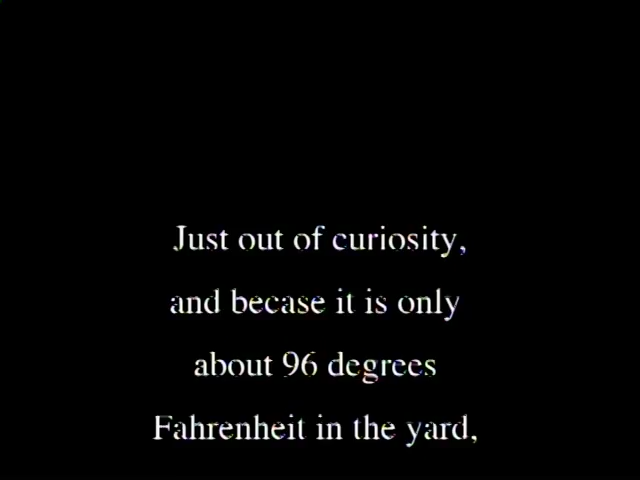 Just out of curiosity,
and becase it is only
about 96 degrees
Fahrenheit in the yard,